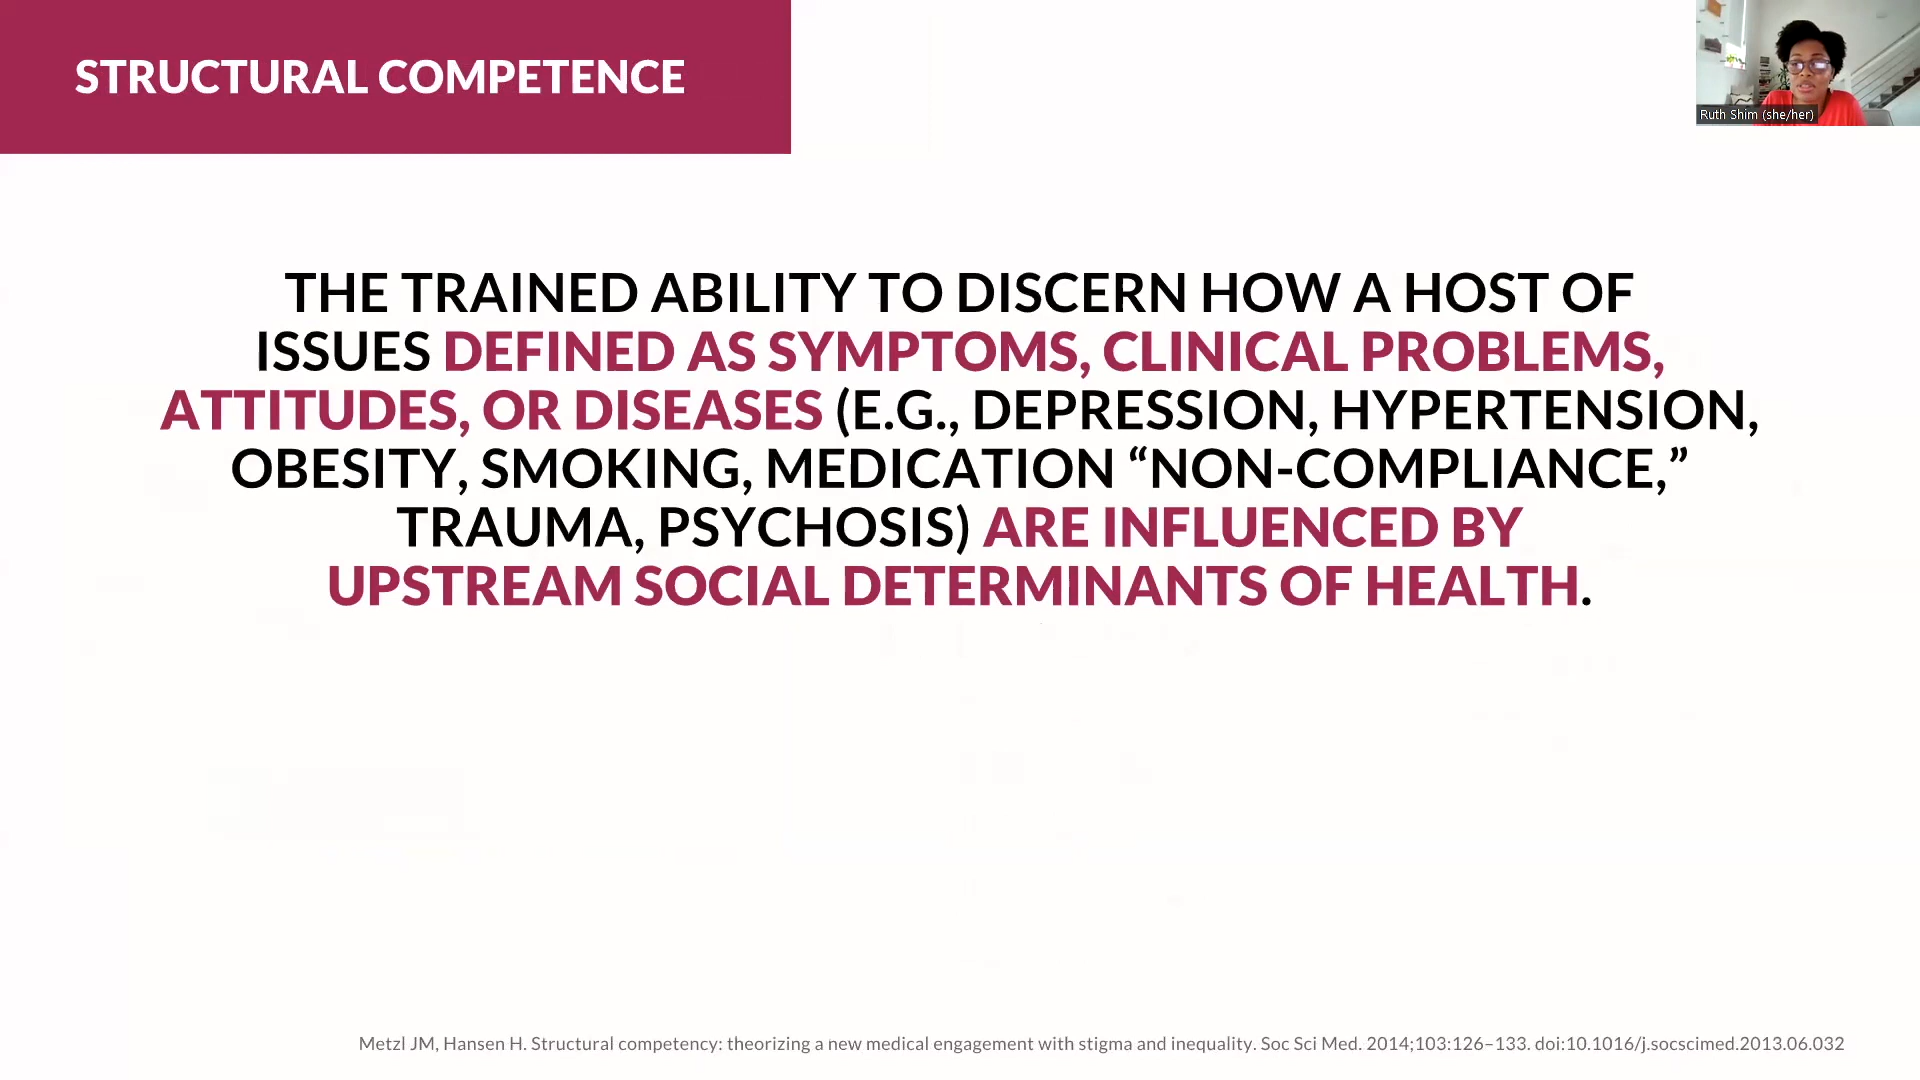 STRUCTURAL COMPETENCE
Ruth Shim (she/her)
THE TRAINED ABILITY TO DISCERN HOW A HOST OF
ISSUES DEFINED AS SYMPTOMS, CLINICAL PROBLEMS,
ATTITUDES, OR DISEASES (E.G., DEPRESSION, HYPERTENSION,
OBESITY, SMOKING, MEDICATION “NON-COMPLIANCE,”
TRAUMA, PSYCHOSIS) ARE INFLUENCED BY
UPSTREAM SOCIAL DETERMINANTS OF HEALTH.
Metzl JM, Hansen H. Structural competency: theorizing a new medical engagement with stigma and inequality. Soc Sci Med. 2014;103:126–133. doi:10.1016/j.socscimed.2013.06.032